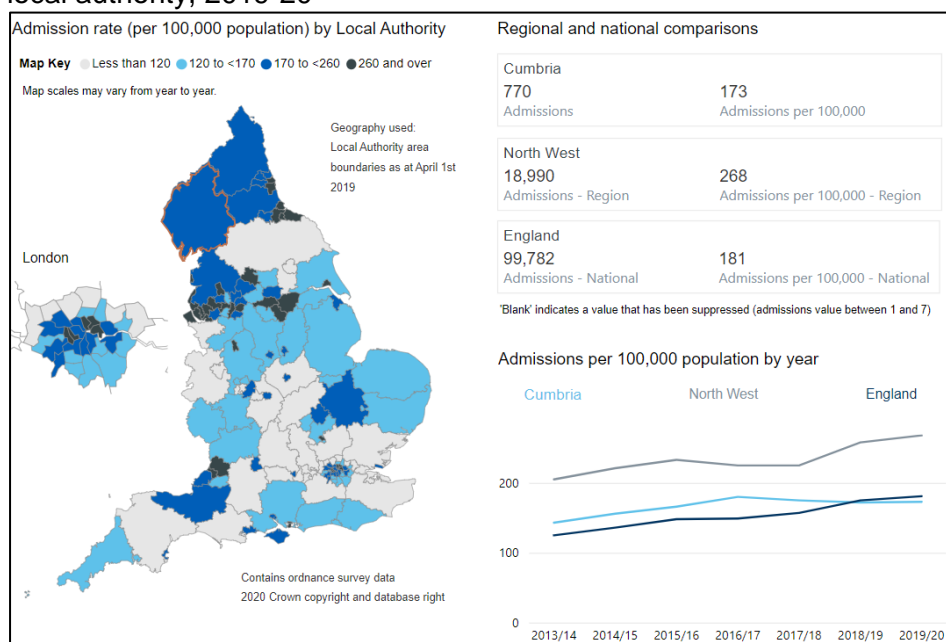 local authority, 2019-20
Admission rate (per 100,000 population) by Local Authority
Map Key Less than 120 120 to <170 170 to <260 260 and over
Map scales may vary from year to year.
Geography used:
Local Authority area
boundaries as at April 1st
2019
London
Contains ordnance survey data
2020 Crown copyright and database right
Regional and national comparisons
Cumbria
770 173
Admissions Admissions per 100,000
North West
18,990 268
Admissions - Region Admissions per 100,000 - Region
England
99,782 181
Admissions - National Admissions per 100,000 - National
'Blank' indicates a value that has been suppressed (admissions value between 1 and 7)
Admissions per 100,000 population by year
Cumbria North West England
200
100
0
2013/14 2014/15 2015/16 2016/17 2017/18 2018/19 2019/20